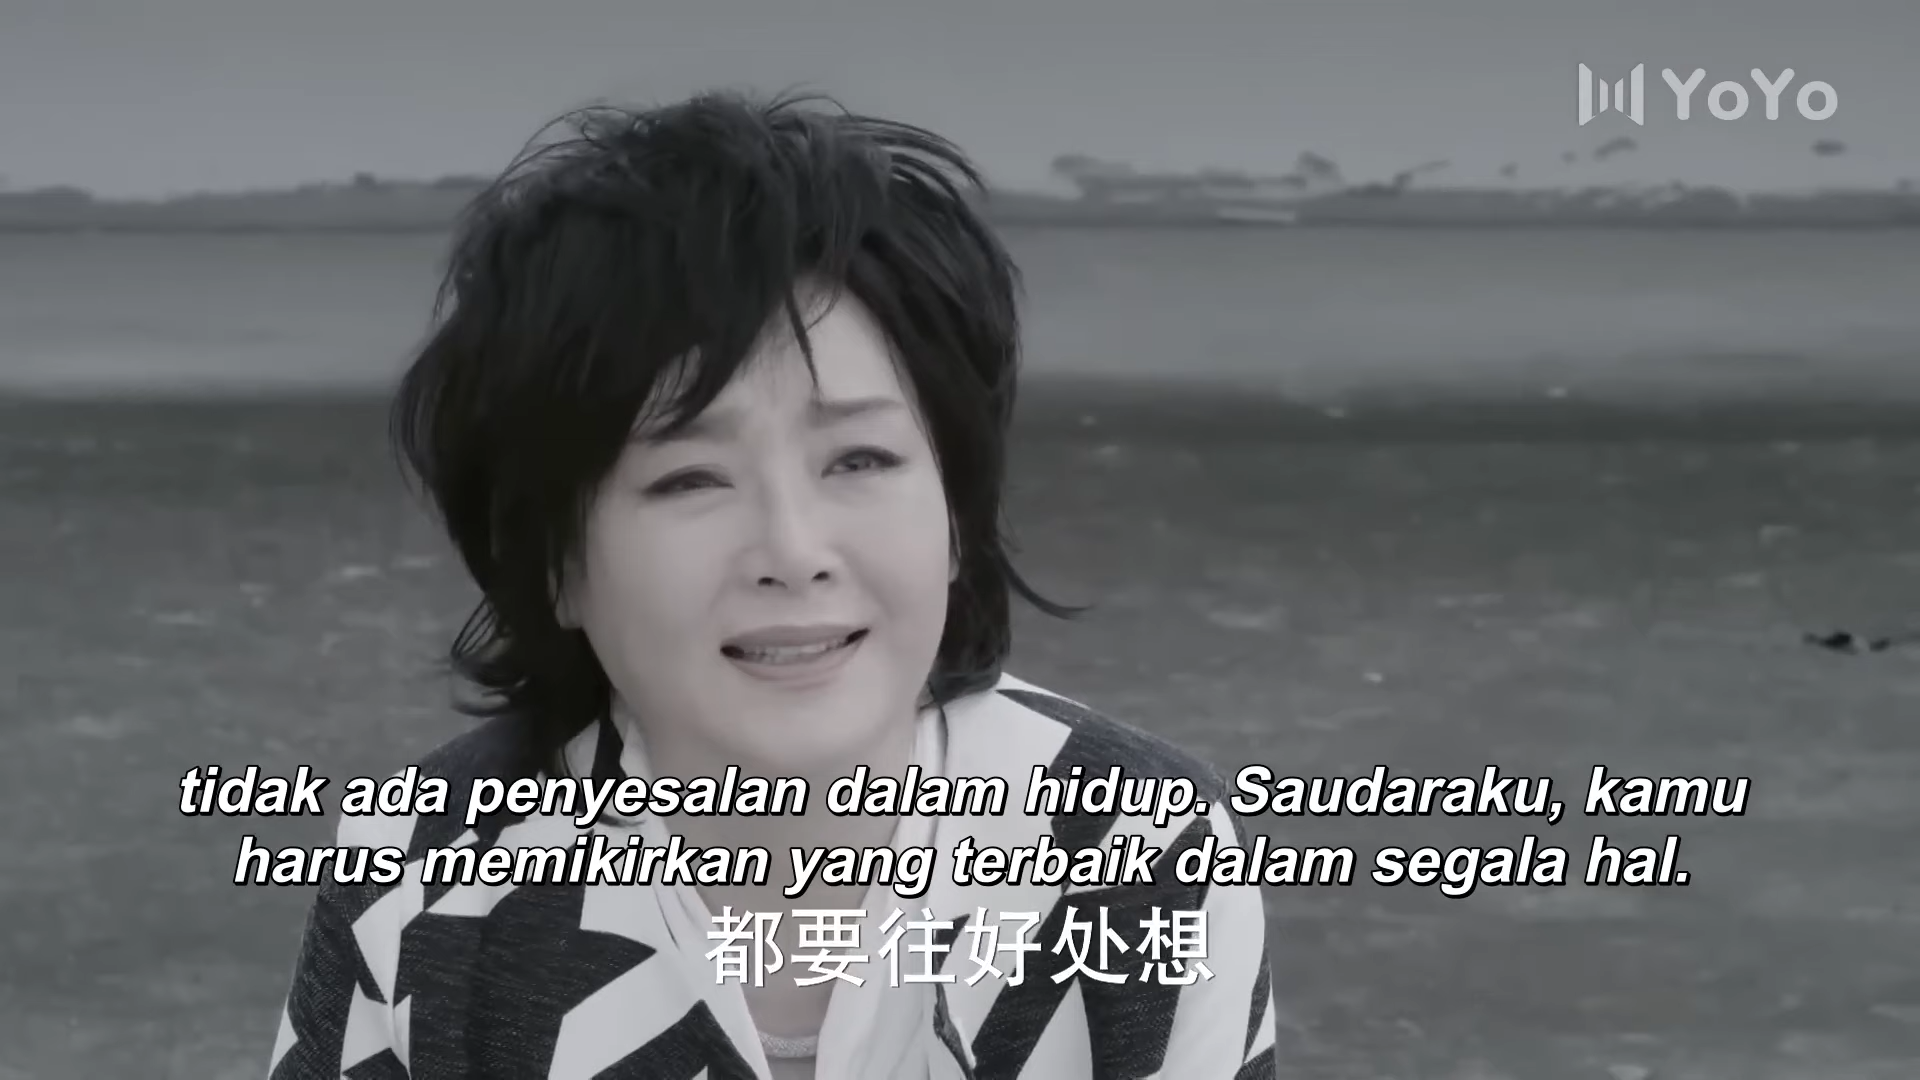 YoYo
tidak ada penyesalan dalam hidup. Saudaraku, kamu
harus memikirkan yang terbaik dalam segala hal.
都要往好处想